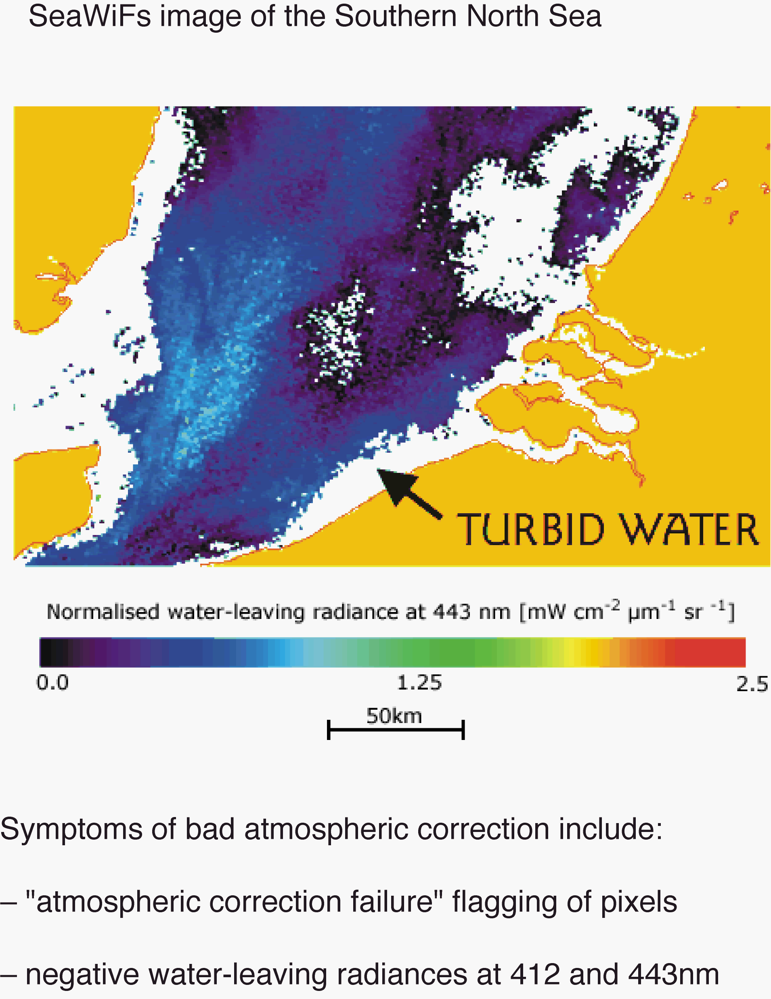 SeaWiFs image of the Southern North Sea
TURBID WATER
Normalised water-leaving radiance at 443 nm [mW cm⁻² µm⁻¹ sr ⁻¹]
0.0 1.25 2.5
50km
Symptoms of bad atmospheric correction include:
– "atmospheric correction failure" flagging of pixels
– negative water-leaving radiances at 412 and 443nm